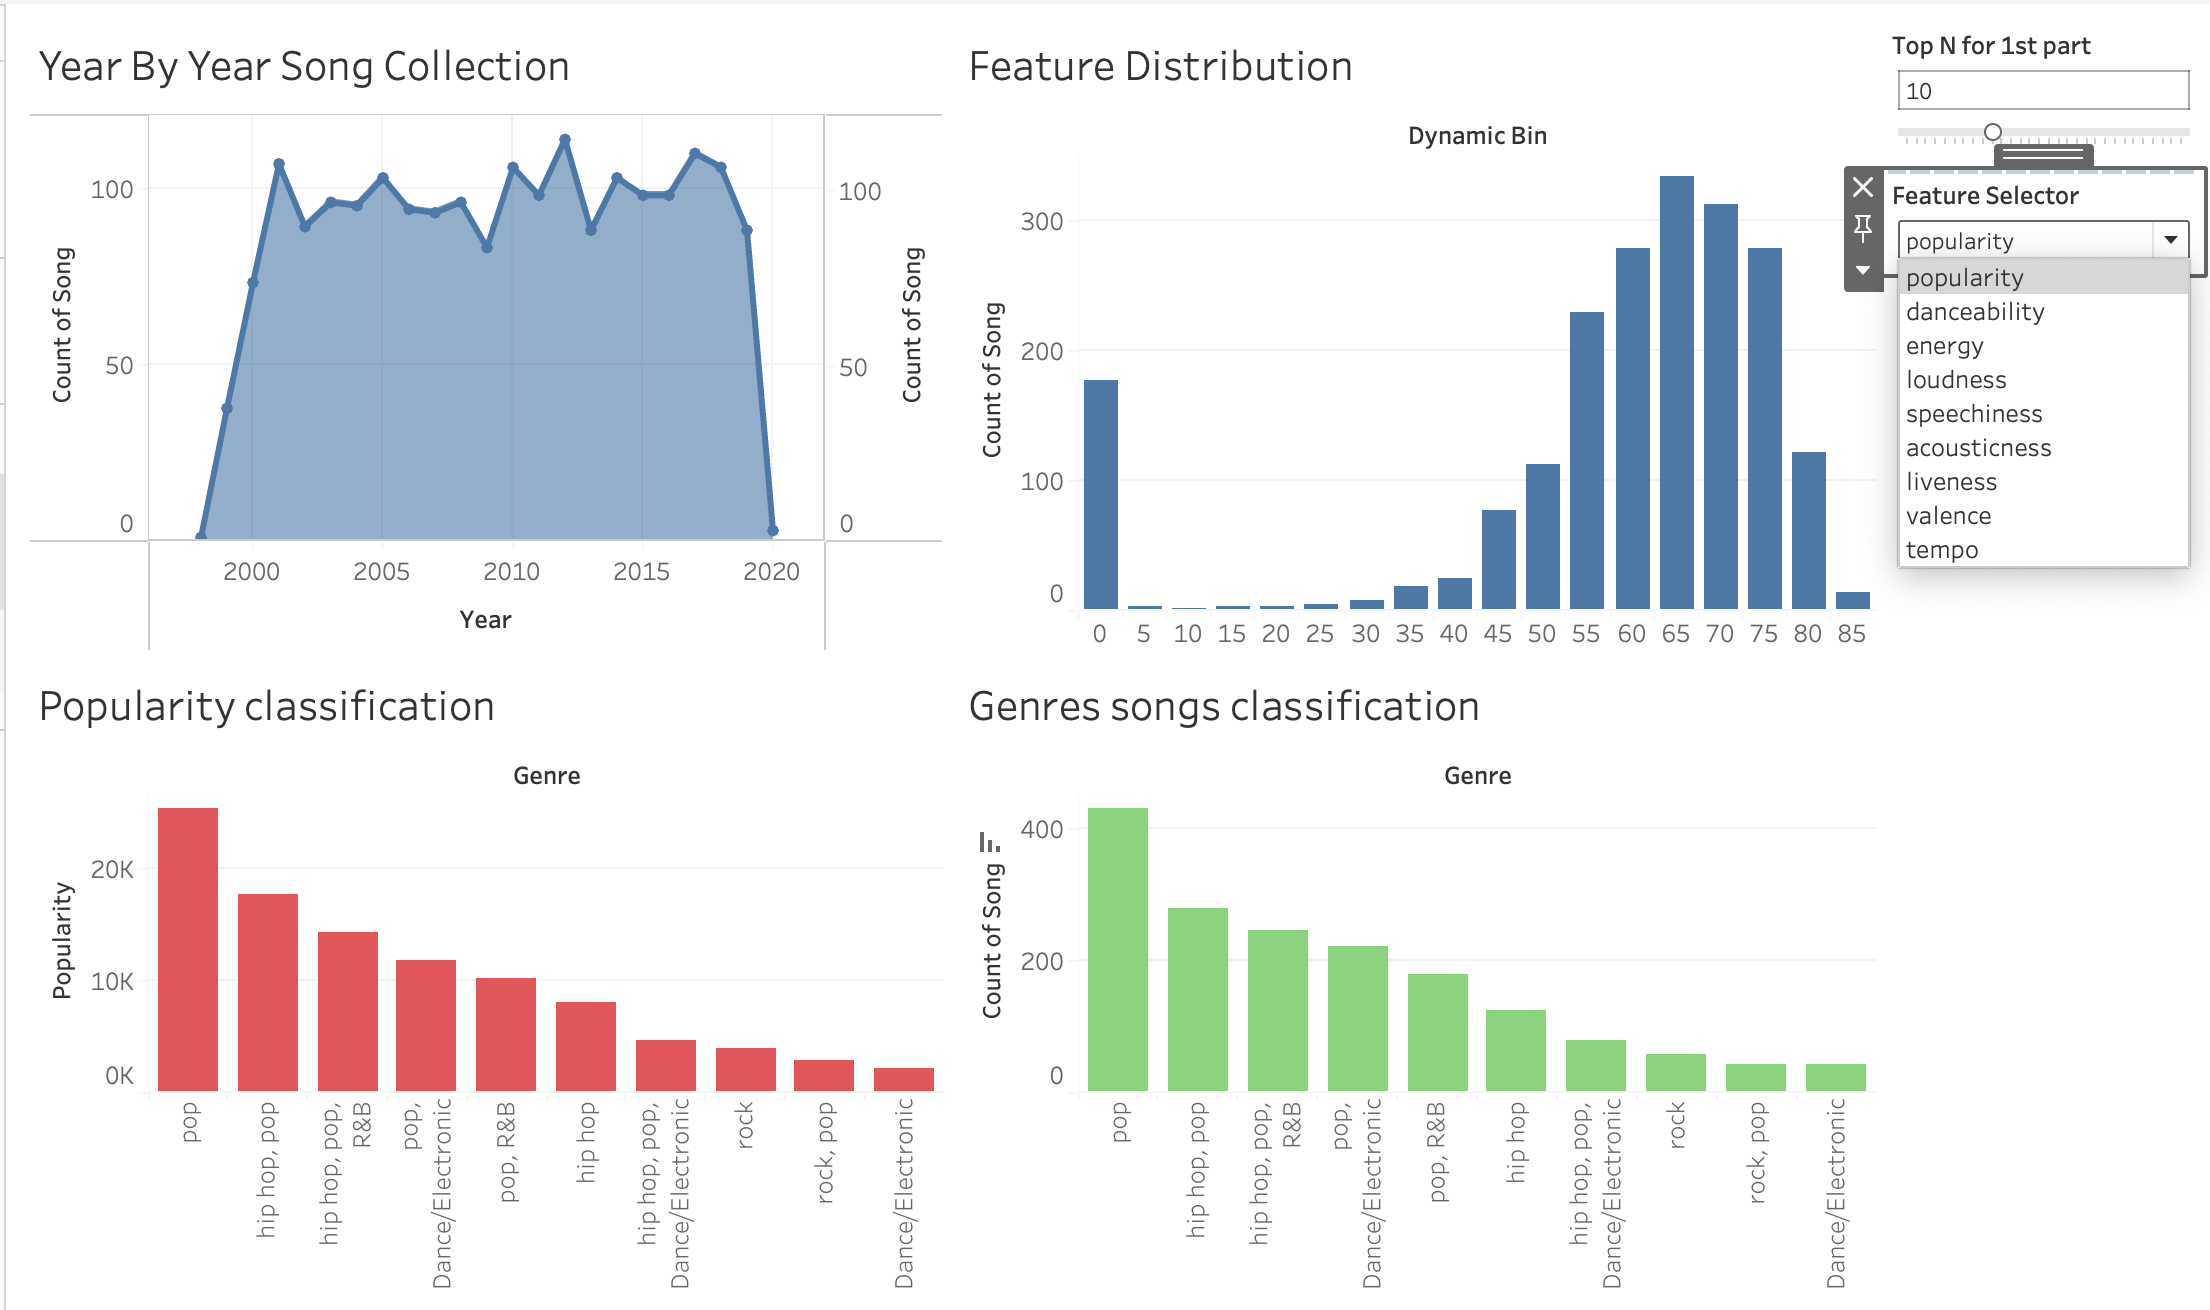 Year By Year Song Collection
Count of Song
100
50
0
100
50
0
Count of Song
2000 2005 2010 2015 2020
Year
Feature Distribution
Dynamic Bin
Count of Song
300
200
100
0
0 5 10 15 20 25 30 35 40 45 50 55 60 65 70 75 80 85
Top N for 1st part
10
Feature Selector
popularity
popularity
danceability
energy
loudness
speechiness
acousticness
liveness
valence
tempo
Popularity classification
Genre
Popularity
20K
10K
0K
pop
hip hop, pop
hip hop, pop,
R&B
pop,
Dance/Electronic
pop, R&B
hip hop
hip hop, pop,
Dance/Electronic
rock
rock, pop
Dance/Electronic
Genres songs classification
Genre
Count of Song
400
200
0
pop
hip hop, pop
hip hop, pop,
R&B
pop,
Dance/Electronic
pop, R&B
hip hop
hip hop, pop,
Dance/Electronic
rock
rock, pop
Dance/Electronic